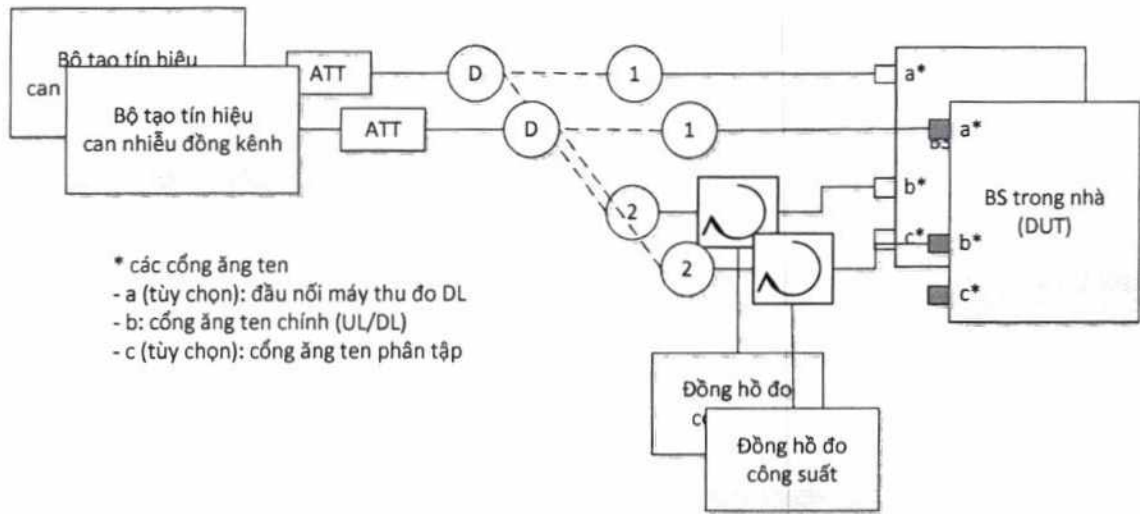 Bộ tạo tín hiệu
can
Bộ tạo tín hiệu
can nhiễu đồng kênh
ATT
D
1
a*
ATT
D
1
a*
2
b*
BS trong nhà
(DUT)
c*
b*
2
c*
* các cổng ăng ten
- a (tùy chọn): đầu nối máy thu đo DL
- b: cổng ăng ten chính (UL/DL)
- c (tùy chọn): cổng ăng ten phân tập
Đồng hồ đo
Đồng hồ đo
công suất